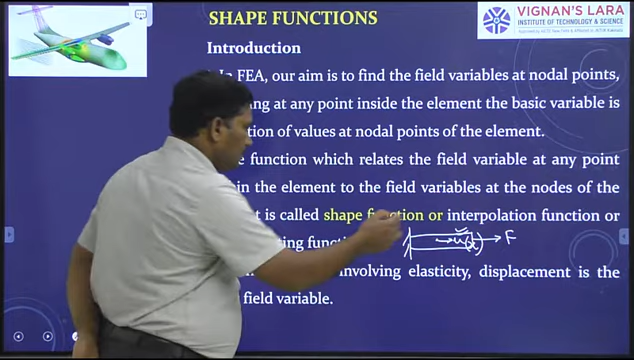 SHAPE FUNCTIONS
VIGNAN'S LARA
INSTITUTE OF TECHNOLOGY & SCIENCE
Introduction
In FEA, our aim is to find the field variables at nodal points,
at any point inside the element the basic variable is
of values at nodal points of the element.
function which relates the field variable at any point
in the element to the field variables at the nodes of the
is called shape function or interpolation function or
u(x) F
involving elasticity, displacement is the
field variable.